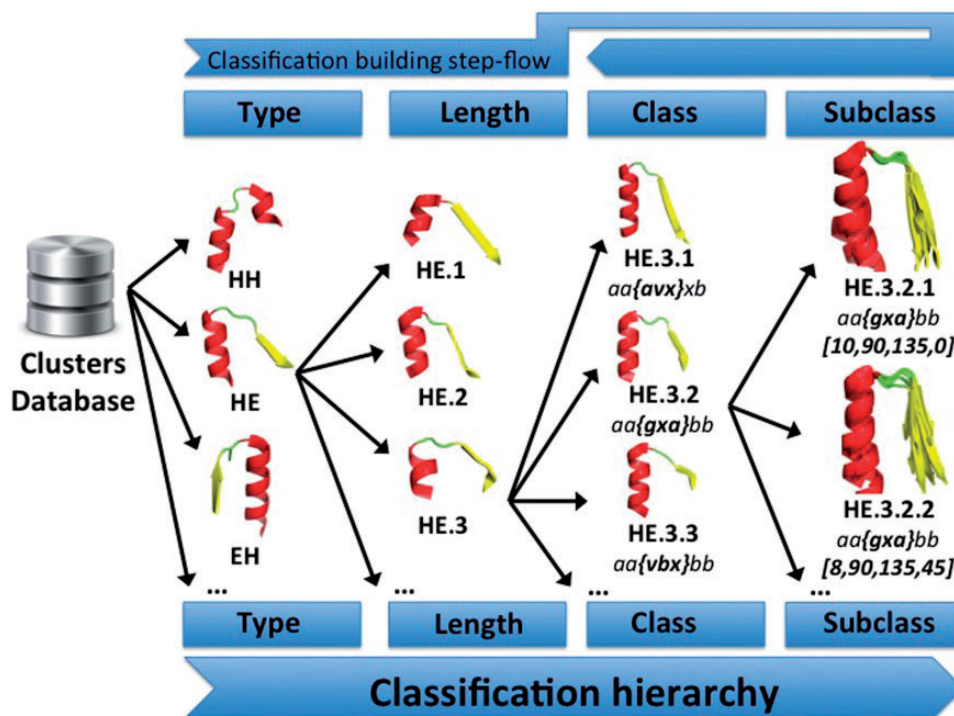 Classification building step-flow
Type
Length
Class
Subclass
Clusters
Database
HH
HE
EH
...
HE.1
HE.2
HE.3
...
HE.3.1
aa{avx}xb
HE.3.2
aa{gxa}bb
HE.3.3
aa{vbx}bb
...
HE.3.2.1
aa{gxa}bb
[10,90,135,0]
HE.3.2.2
aa{gxa}bb
[8,90,135,45]
...
Type
Length
Class
Subclass
Classification hierarchy